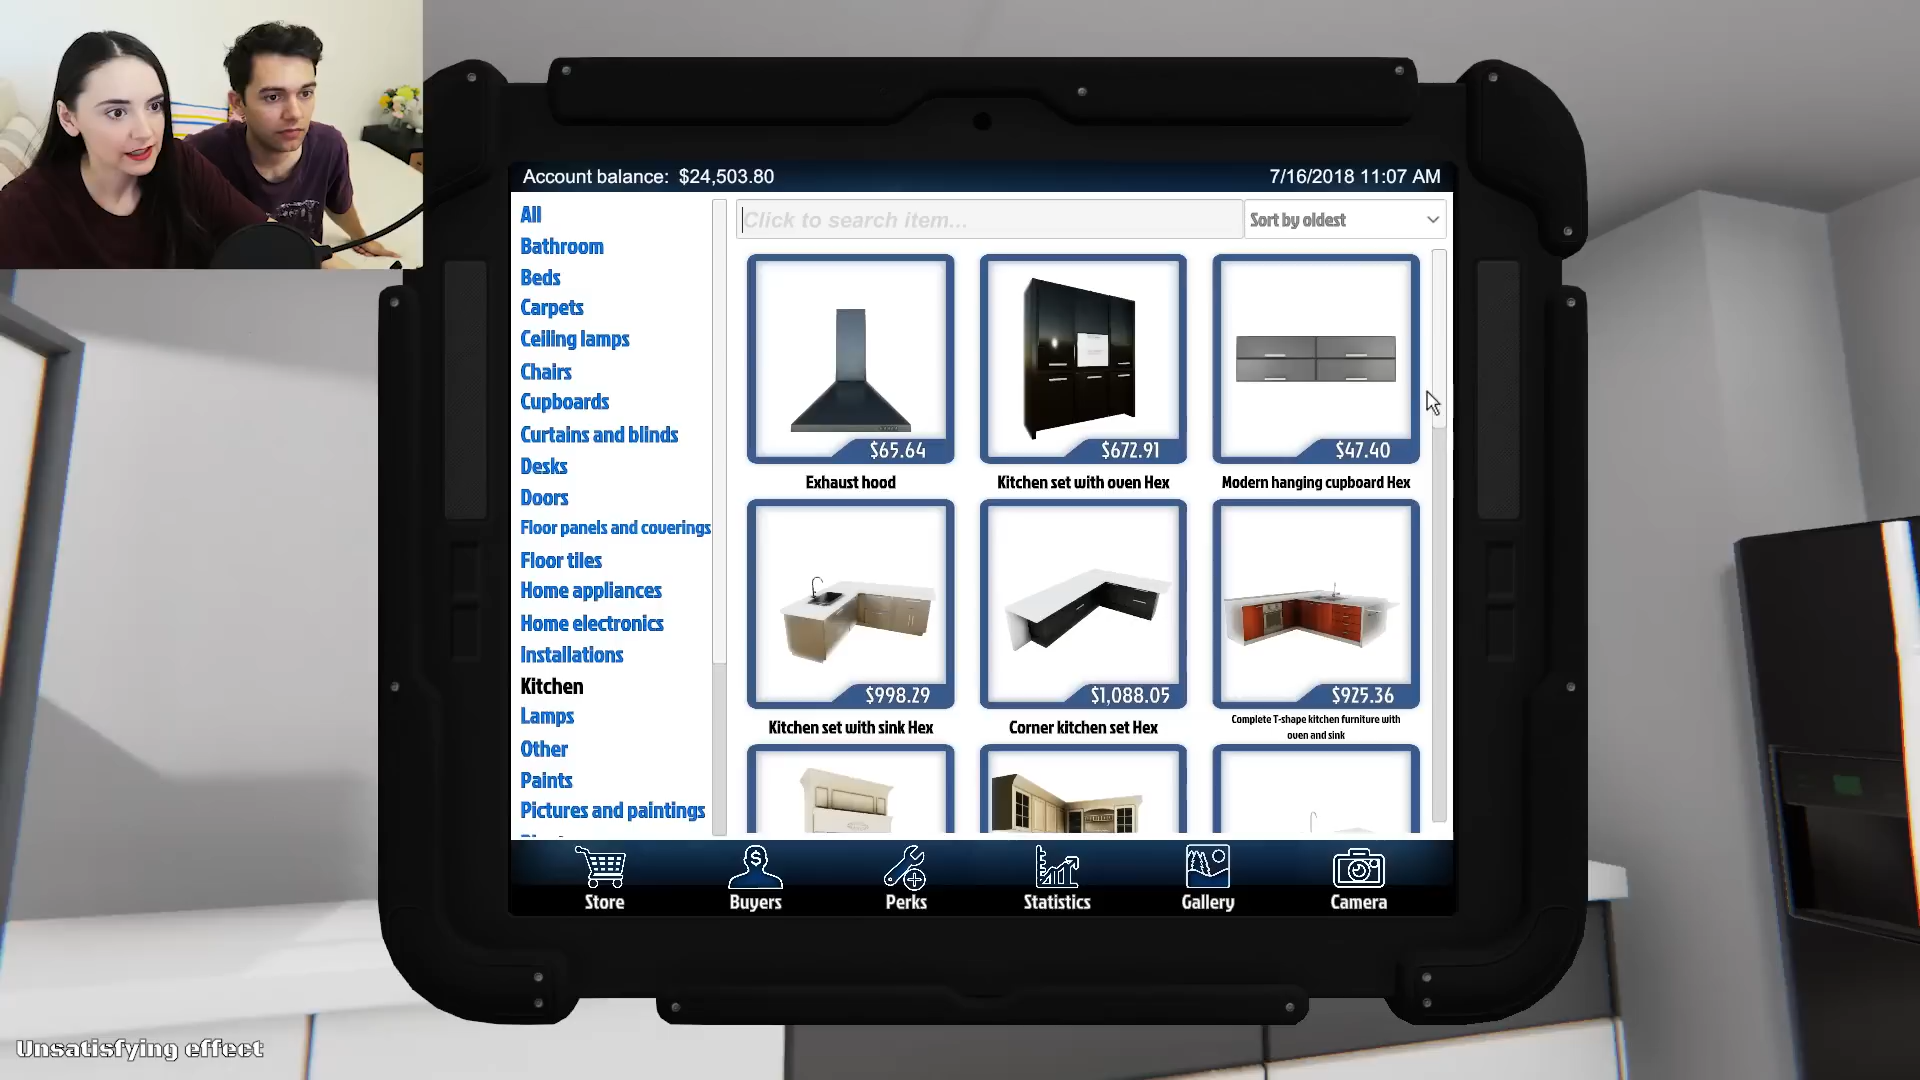 Account balance: $24,503.80
7/16/2018 11:07 AM
All
Bathroom
Beds
Carpets
Ceiling lamps
Chairs
Cupboards
Curtains and blinds
Desks
Doors
Floor panels and coverings
Floor tiles
Home appliances
Home electronics
Installations
Kitchen
Lamps
Other
Paints
Pictures and paintings
Click to search item...
Sort by oldest
$65.64
Exhaust hood
$672.91
Kitchen set with oven Hex
$47.40
Modern hanging cupboard Hex
$998.29
Kitchen set with sink Hex
$1,088.05
Corner kitchen set Hex
$925.36
Complete T-shape kitchen furniture with
oven and sink
Store
Buyers
Perks
Statistics
Gallery
Camera
Unsatisfying effect